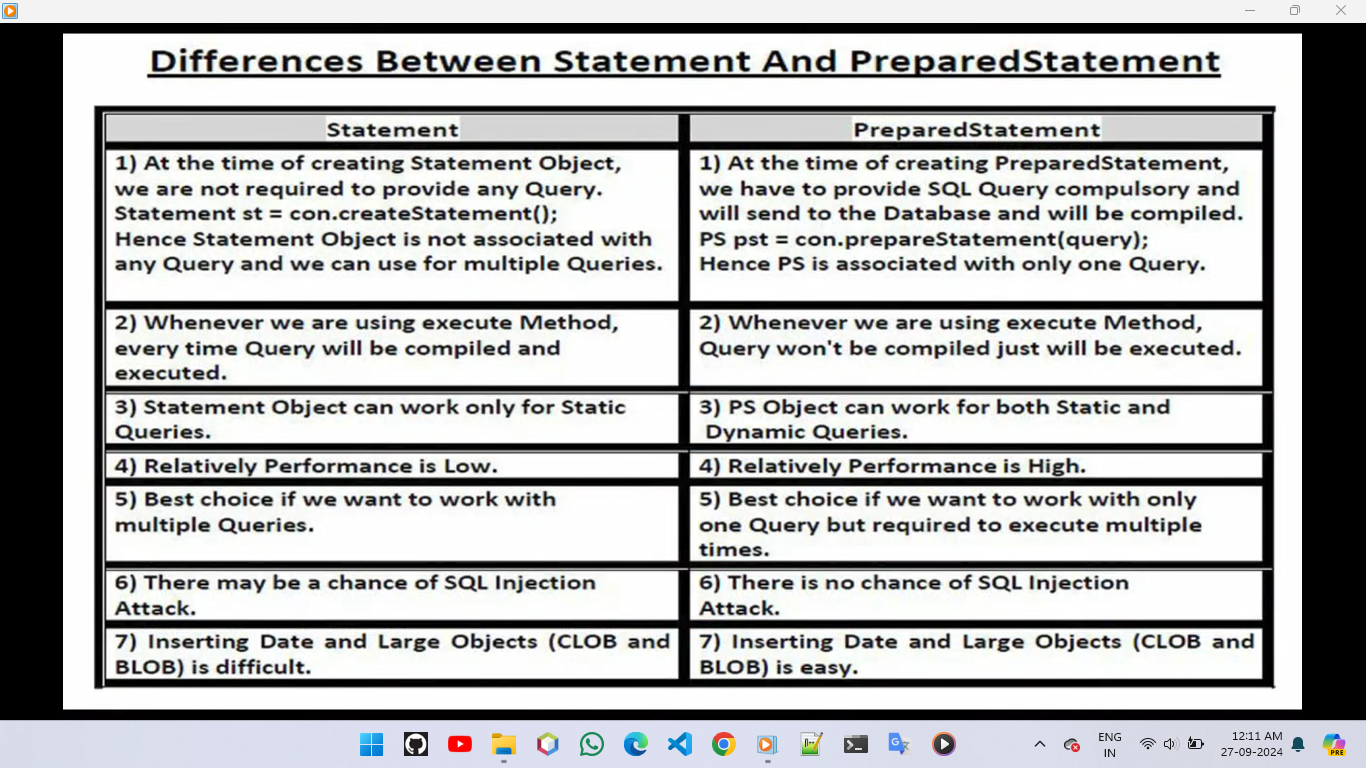 Differences Between Statement And PreparedStatement
Statement
1) At the time of creating Statement Object,
we are not required to provide any Query.
Statement st = con.createStatement();
Hence Statement Object is not associated with
any Query and we can use for multiple Queries.
PreparedStatement
1) At the time of creating PreparedStatement,
we have to provide SQL Query compulsory and
will send to the Database and will be compiled.
PS pst = con.prepareStatement(query);
Hence PS is associated with only one Query.
2) Whenever we are using execute Method,
every time Query will be compiled and
executed.
2) Whenever we are using execute Method,
Query won't be compiled just will be executed.
3) Statement Object can work only for Static
Queries.
3) PS Object can work for both Static and
Dynamic Queries.
4) Relatively Performance is Low.
4) Relatively Performance is High.
5) Best choice if we want to work with
multiple Queries.
5) Best choice if we want to work with only
one Query but required to execute multiple
times.
6) There may be a chance of SQL Injection
Attack.
6) There is no chance of SQL Injection
Attack.
7) Inserting Date and Large Objects (CLOB and
BLOB) is difficult.
7) Inserting Date and Large Objects (CLOB and
BLOB) is easy.
ENG
IN
12:11 AM
27-09-2024
PRE